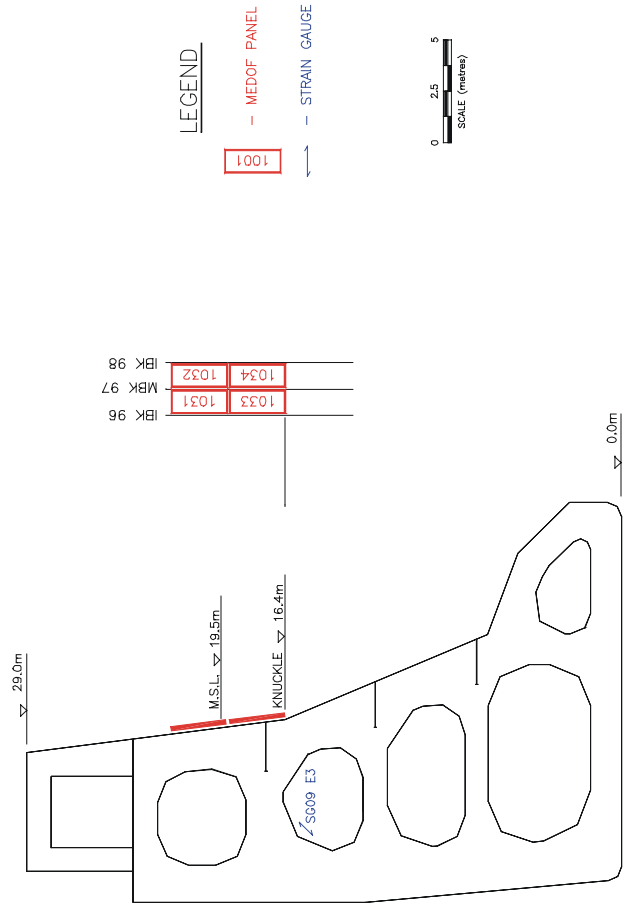 LEGEND
1001 – MEDOF PANEL
– STRAIN GAUGE
0 2.5 5
SCALE (metres)
IBK 98
MBK 97
IBK 96
1032
1034
1031
1033
29.0m
M.S.L. 19.5m
KNUCKLE 16.4m
0.0m
SG09 E3